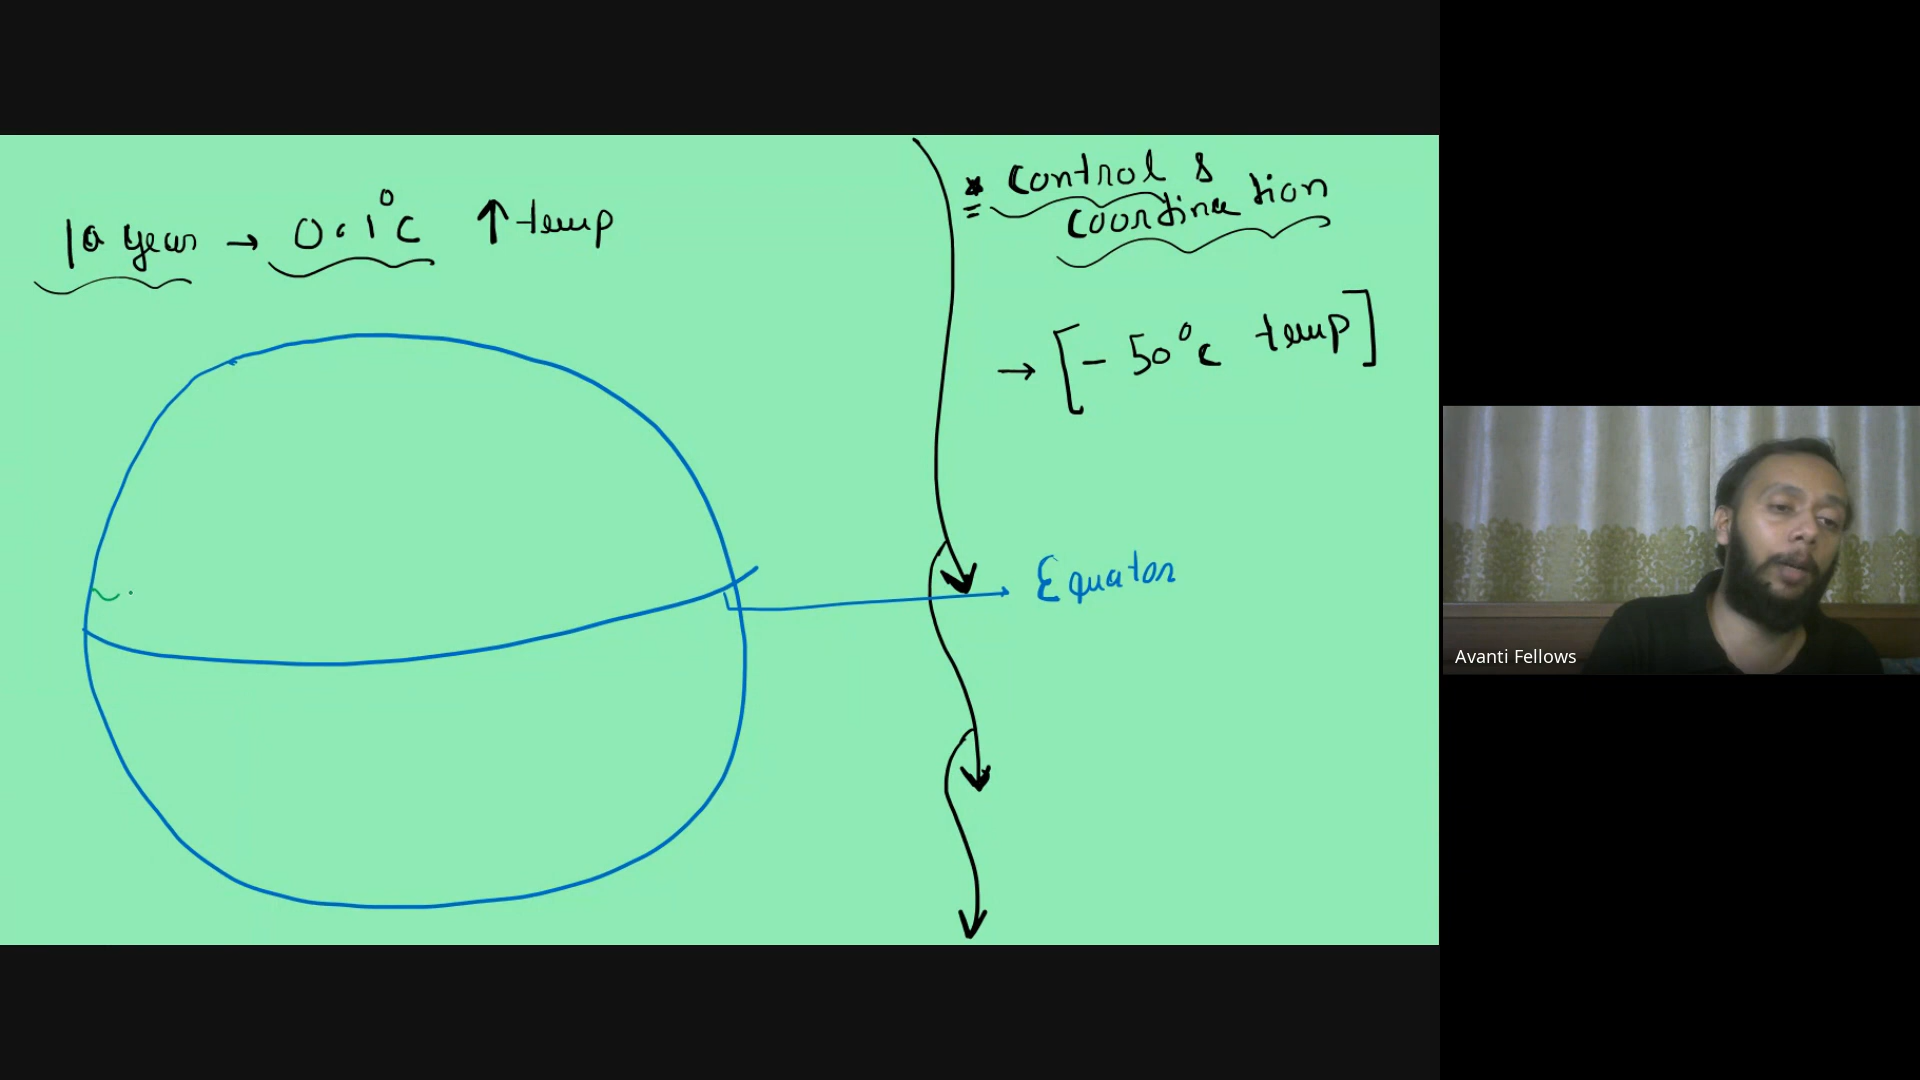 10 year → 0.1°C ↑ temp
* Control &
Coordination
→ [- 50°C temp]
Equator
Avanti Fellows